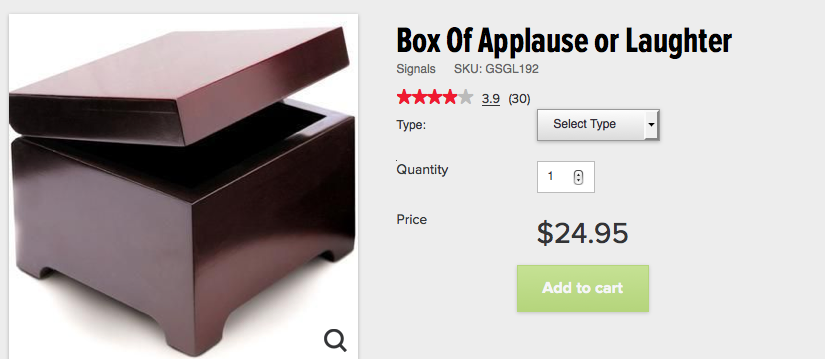 Box Of Applause or Laughter
Signals SKU: GSGL192
3.9 (30)
Type: Select Type
Quantity 1
Price $24.95
Add to cart